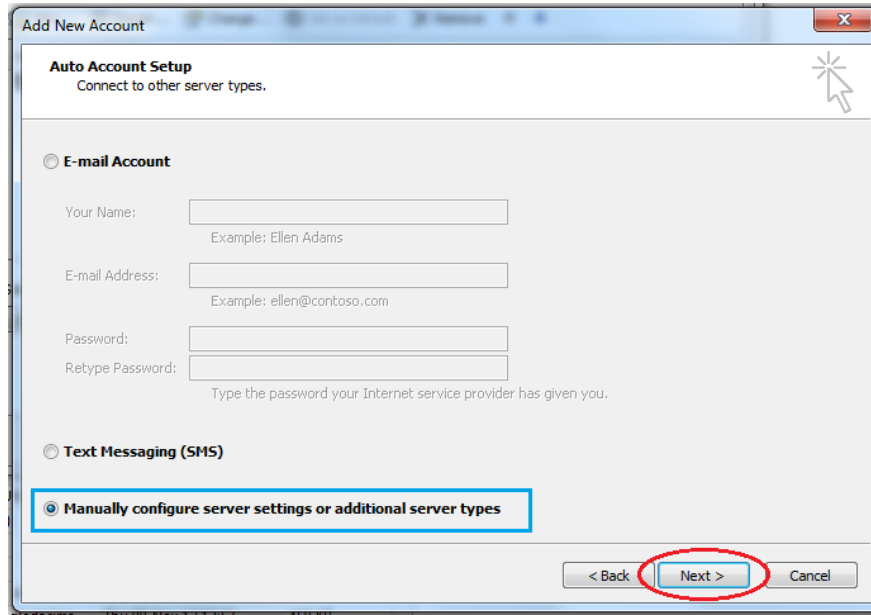 Add New Account
Auto Account Setup
Connect to other server types.
E-mail Account
Your Name:
Example: Ellen Adams
E-mail Address:
Example: ellen@contoso.com
Password:
Retype Password:
Type the password your Internet service provider has given you.
Text Messaging (SMS)
Manually configure server settings or additional server types
< Back Next > Cancel